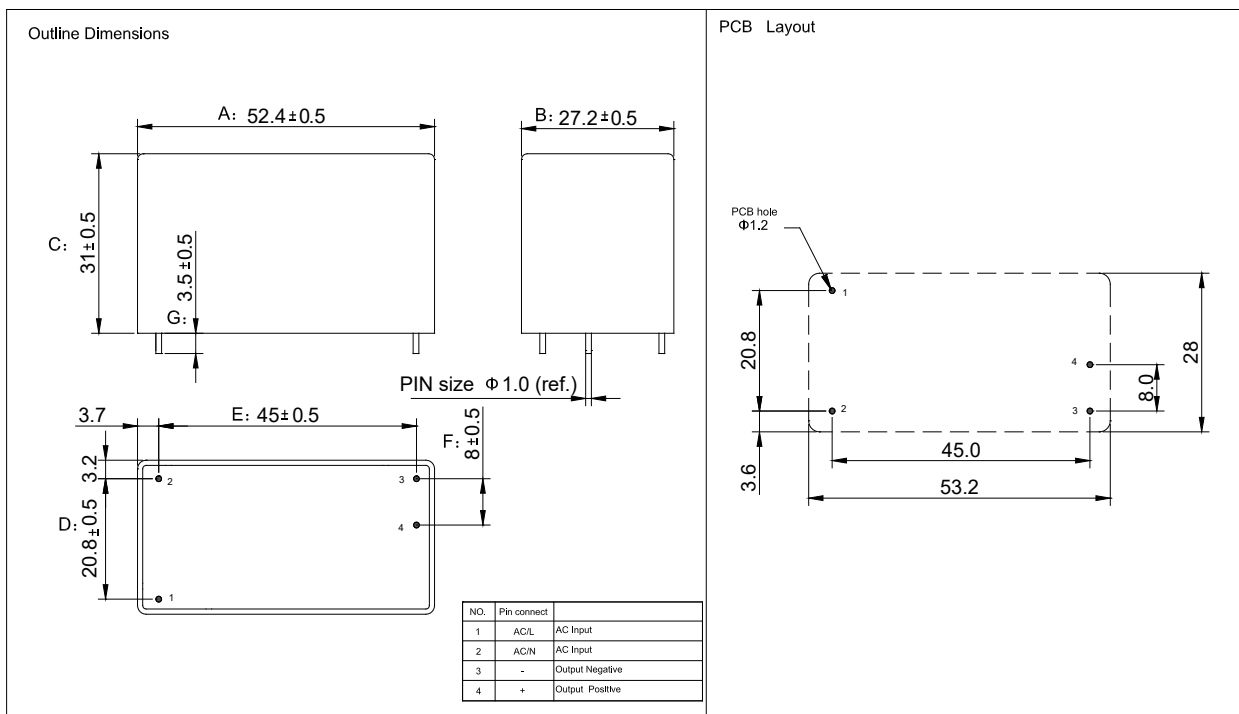 Outline Dimensions
A: 52.4±0.5
B: 27.2±0.5
C: 31±0.5
G: 3.5±0.5
PIN size Φ1.0 (ref.)
3.7
E: 45±0.5
F: 8±0.5
3.2
D: 20.8±0.5
2
3
4
1
NO. Pin connect
1 AC/L AC Input
2 AC/N AC Input
3 - Output Negative
4 + Output Positive
PCB Layout
PCB hole
Φ1.2
1
4
2
3
20.8
8.0
28
3.6
45.0
53.2